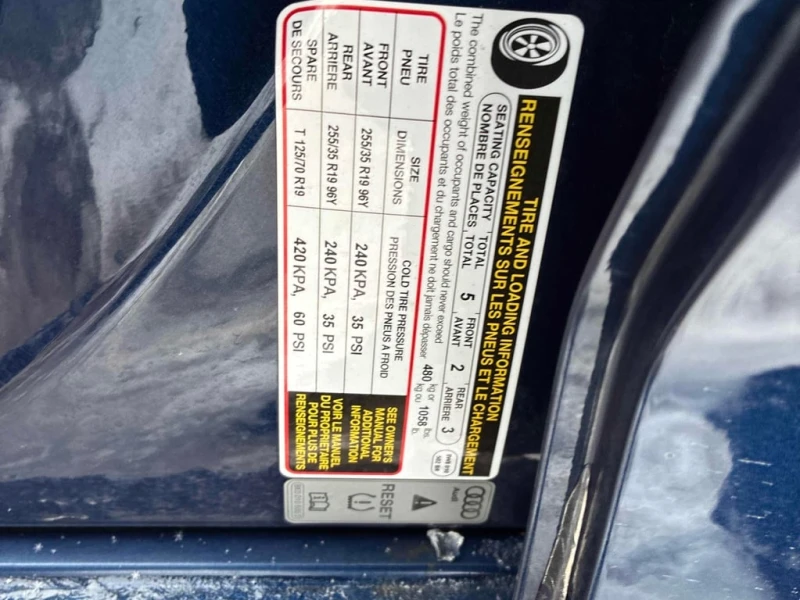 TIRE AND LOADING INFORMATION
RENSEIGNEMENTS SUR LES PNEUS ET LE CHARGEMENT
SEATING CAPACITY TOTAL 5 FRONT 2 REAR 3
NOMBRE DE PLACES TOTAL AVANT ARRIÈRE
The combined weight of occupants and cargo should never exceed 480 kg or 1058 lbs.
Le poids total des occupants et du chargement ne doit jamais dépasser kg ou lb.
TIRE SIZE COLD TIRE PRESSURE
PNEU DIMENSIONS PRESSION DES PNEUS A FROID
FRONT 255/35 R19 96Y 240 KPA, 35 PSI
AVANT
REAR 255/35 R19 96Y 240 KPA, 35 PSI
ARRIERE
SPARE T 125/70 R19 420 KPA, 60 PSI
DE SECOURS
SEE OWNER'S
MANUAL FOR
ADDITIONAL
INFORMATION
VOIR LE MANUEL
DU PROPRIÉTAIRE
POUR PLUS DE
RENSEIGNEMENTS
Audi
A
RESET